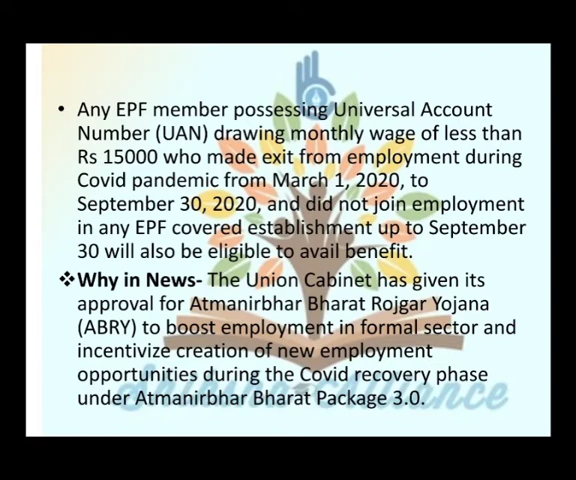 • Any EPF member possessing Universal Account
Number (UAN) drawing monthly wage of less than
Rs 15000 who made exit from employment during
Covid pandemic from March 1, 2020, to
September 30, 2020, and did not join employment
in any EPF covered establishment up to September
30 will also be eligible to avail benefit.
❖Why in News- The Union Cabinet has given its
approval for Atmanirbhar Bharat Rojgar Yojana
(ABRY) to boost employment in formal sector and
incentivize creation of new employment
opportunities during the Covid recovery phase
under Atmanirbhar Bharat Package 3.0.
Alliance